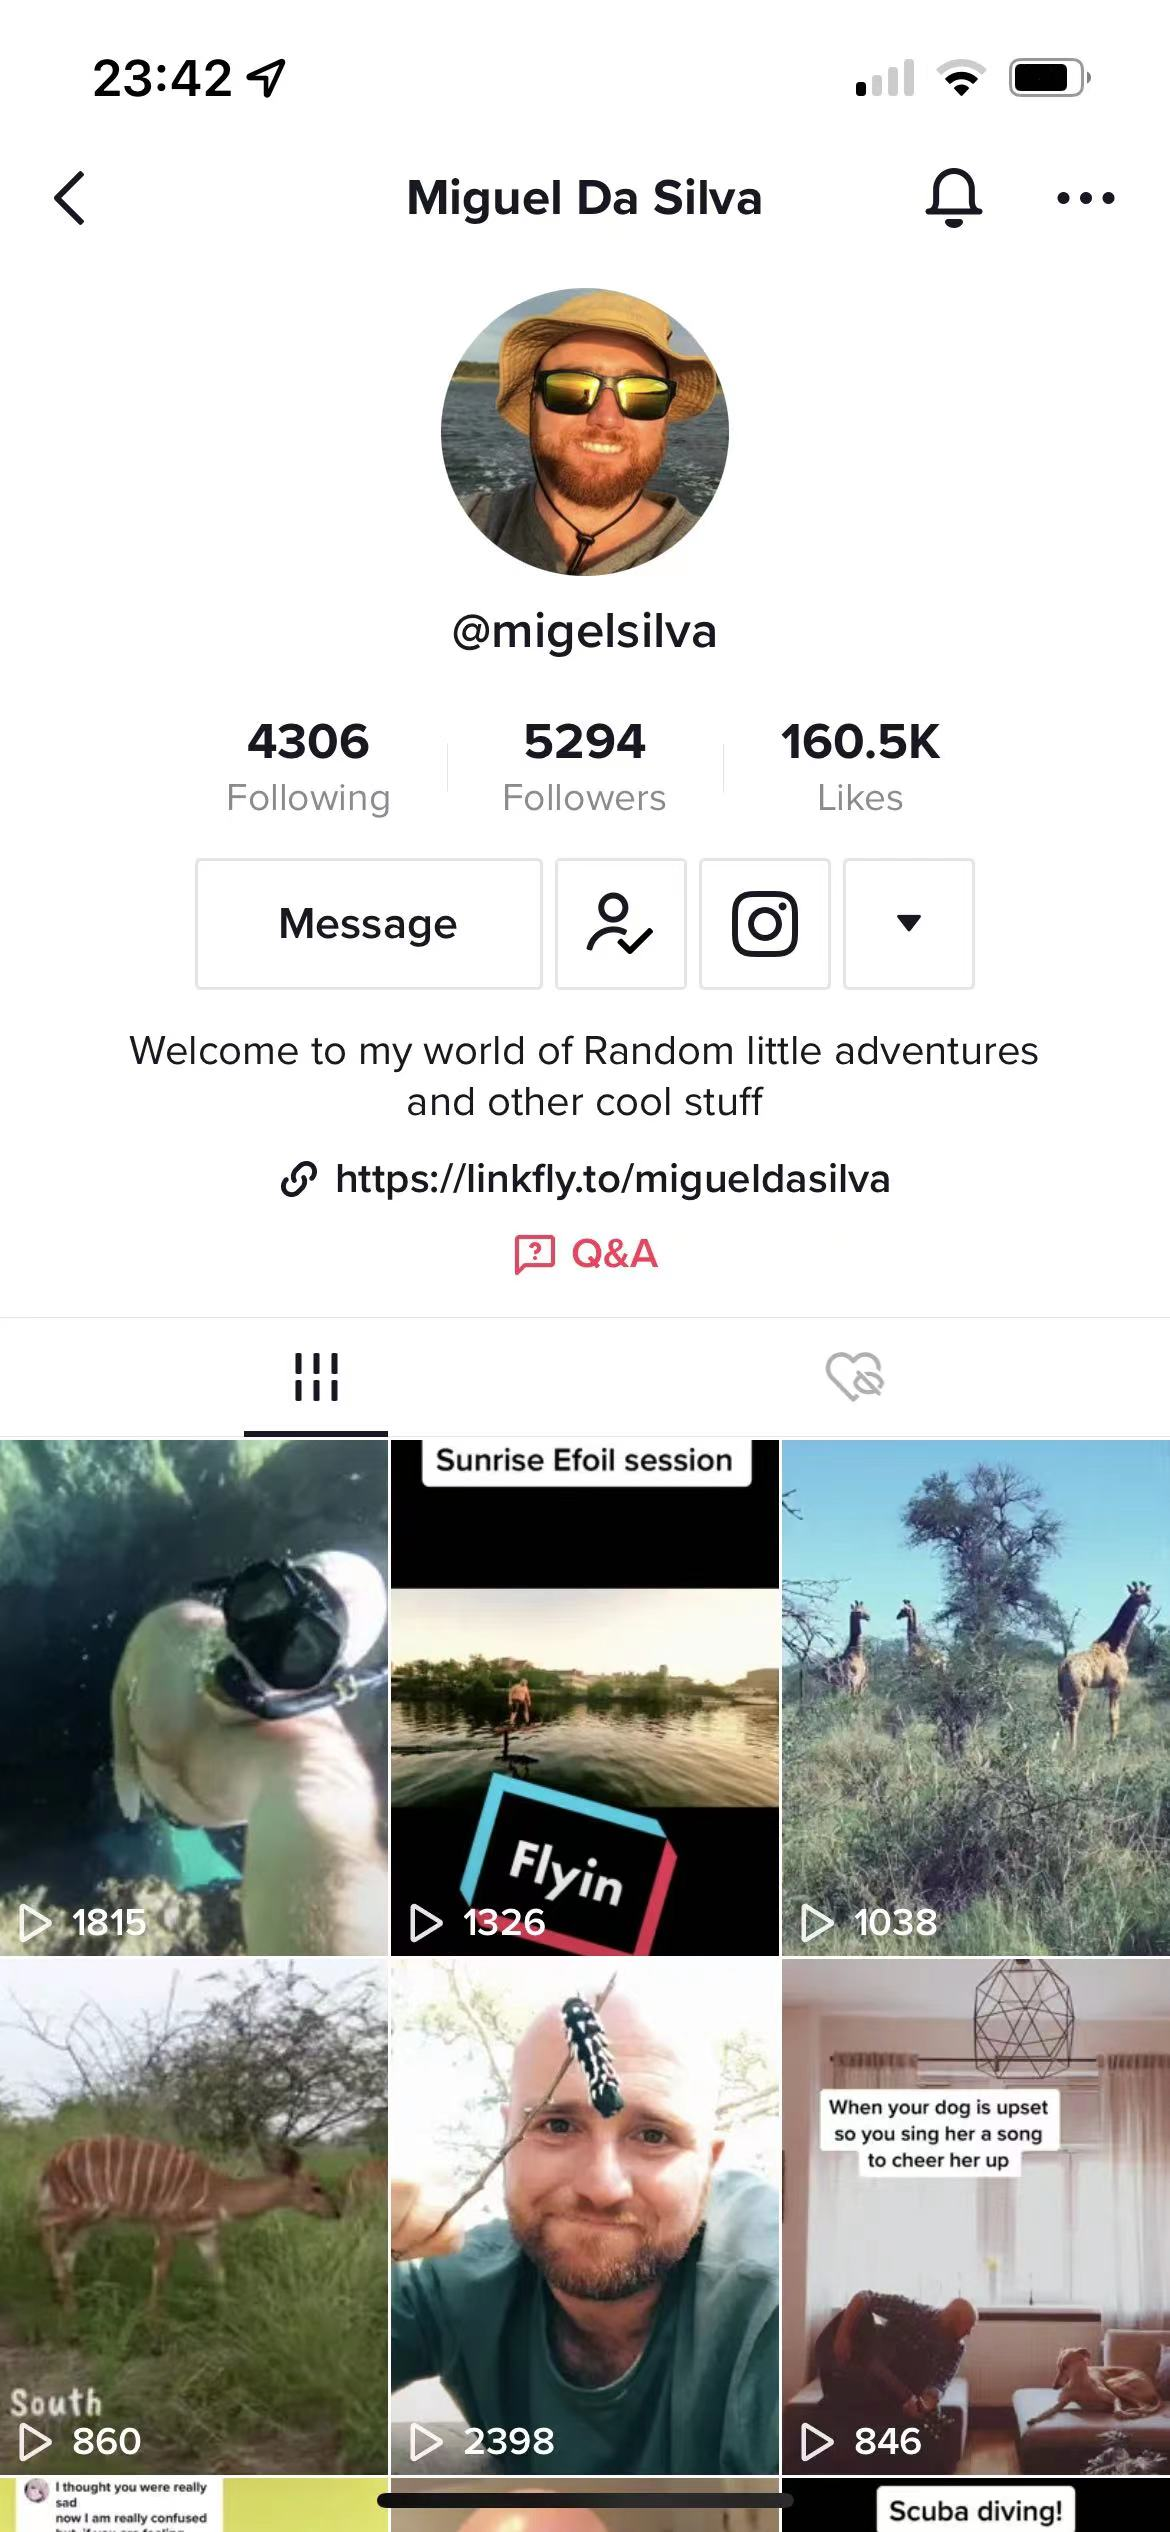 23:42
Miguel Da Silva
@migelsilva
4306
Following
5294
Followers
160.5K
Likes
Message
Welcome to my world of Random little adventures
and other cool stuff
https://linkfly.to/migueldasilva
Q&A
Sunrise Efoil session
Flyin
1815
1326
1038
When your dog is upset
so you sing her a song
to cheer her up
South
860
2398
846
I thought you were really
sad
now I am really confused
Scuba diving!